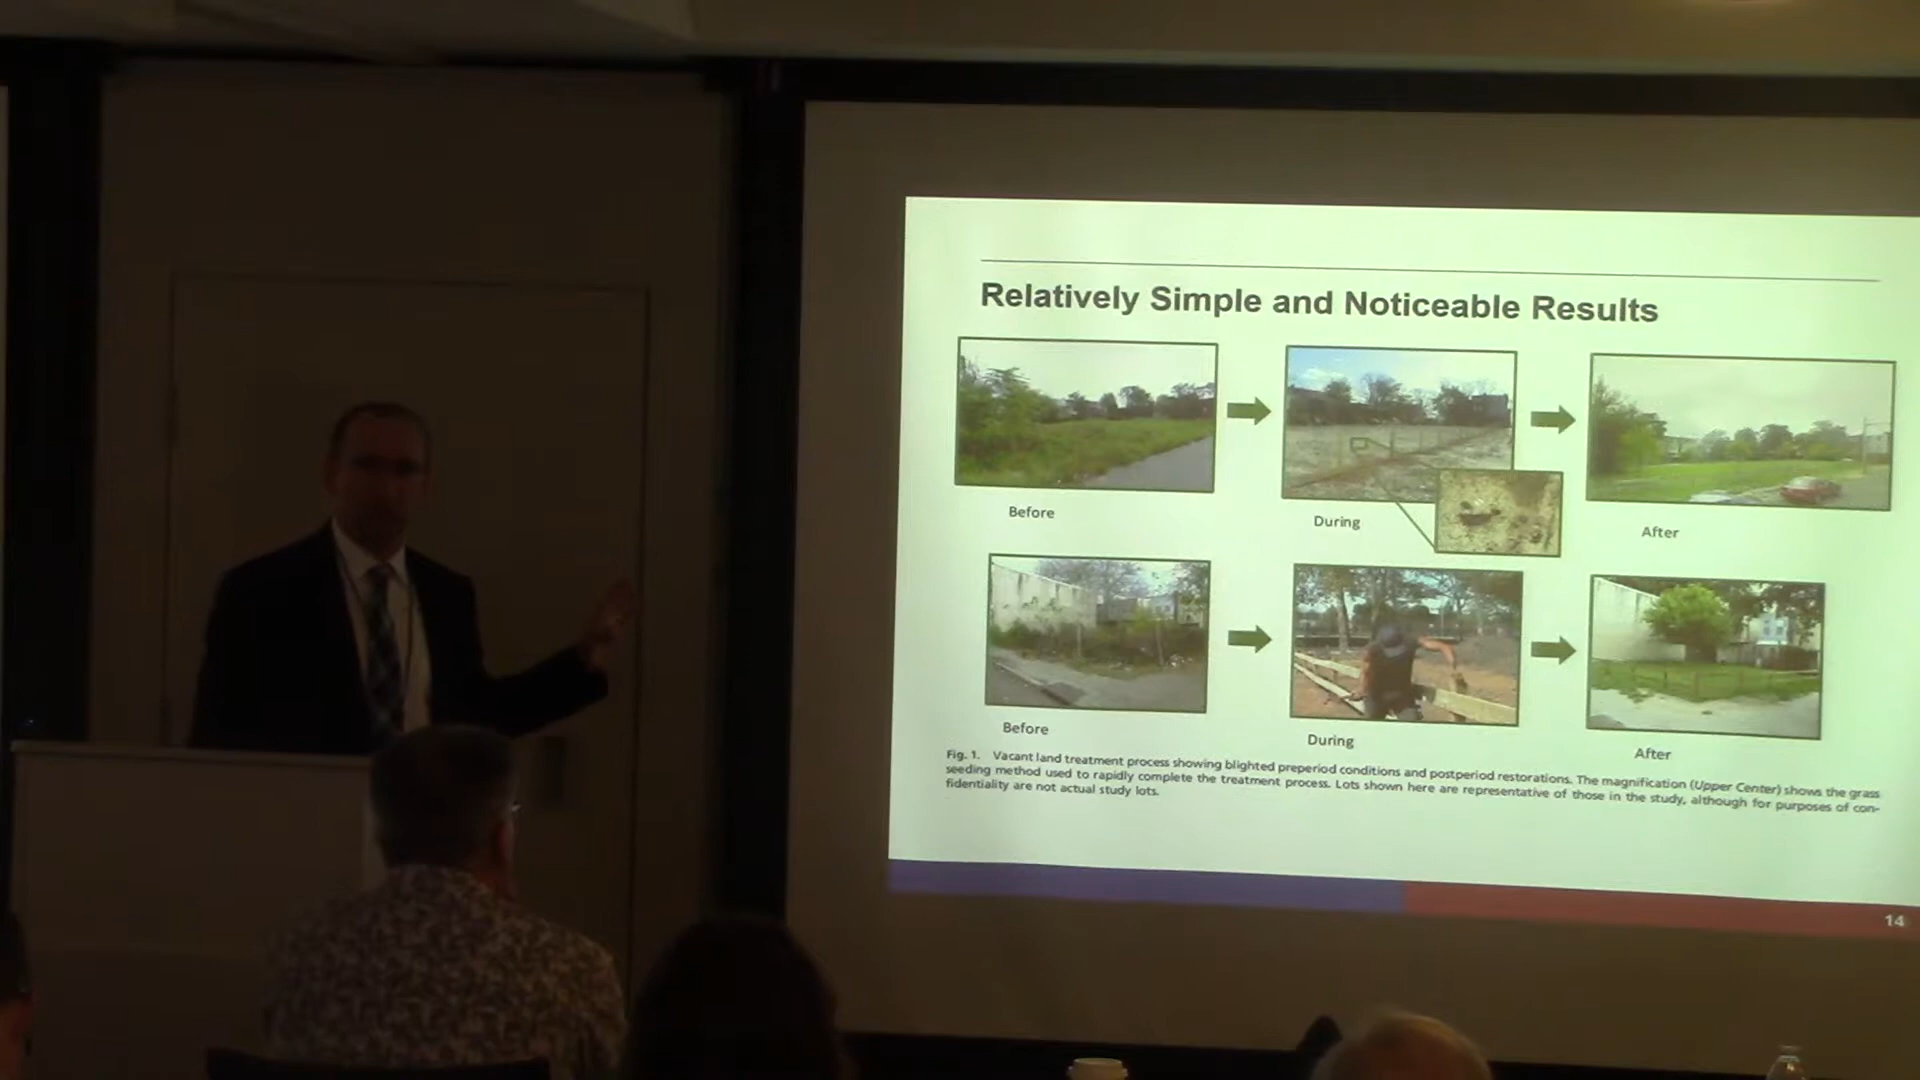 Relatively Simple and Noticeable Results
Before
During
After
Before
During
After
Fig. 1. Vacant land treatment process showing blighted preperiod conditions and postperiod restorations. The magnification (Upper Center) shows the grass
seeding method used to rapidly complete the treatment process. Lots shown here are representative of those in the study, although for purposes of con-
fidentiality are not actual study lots.
14